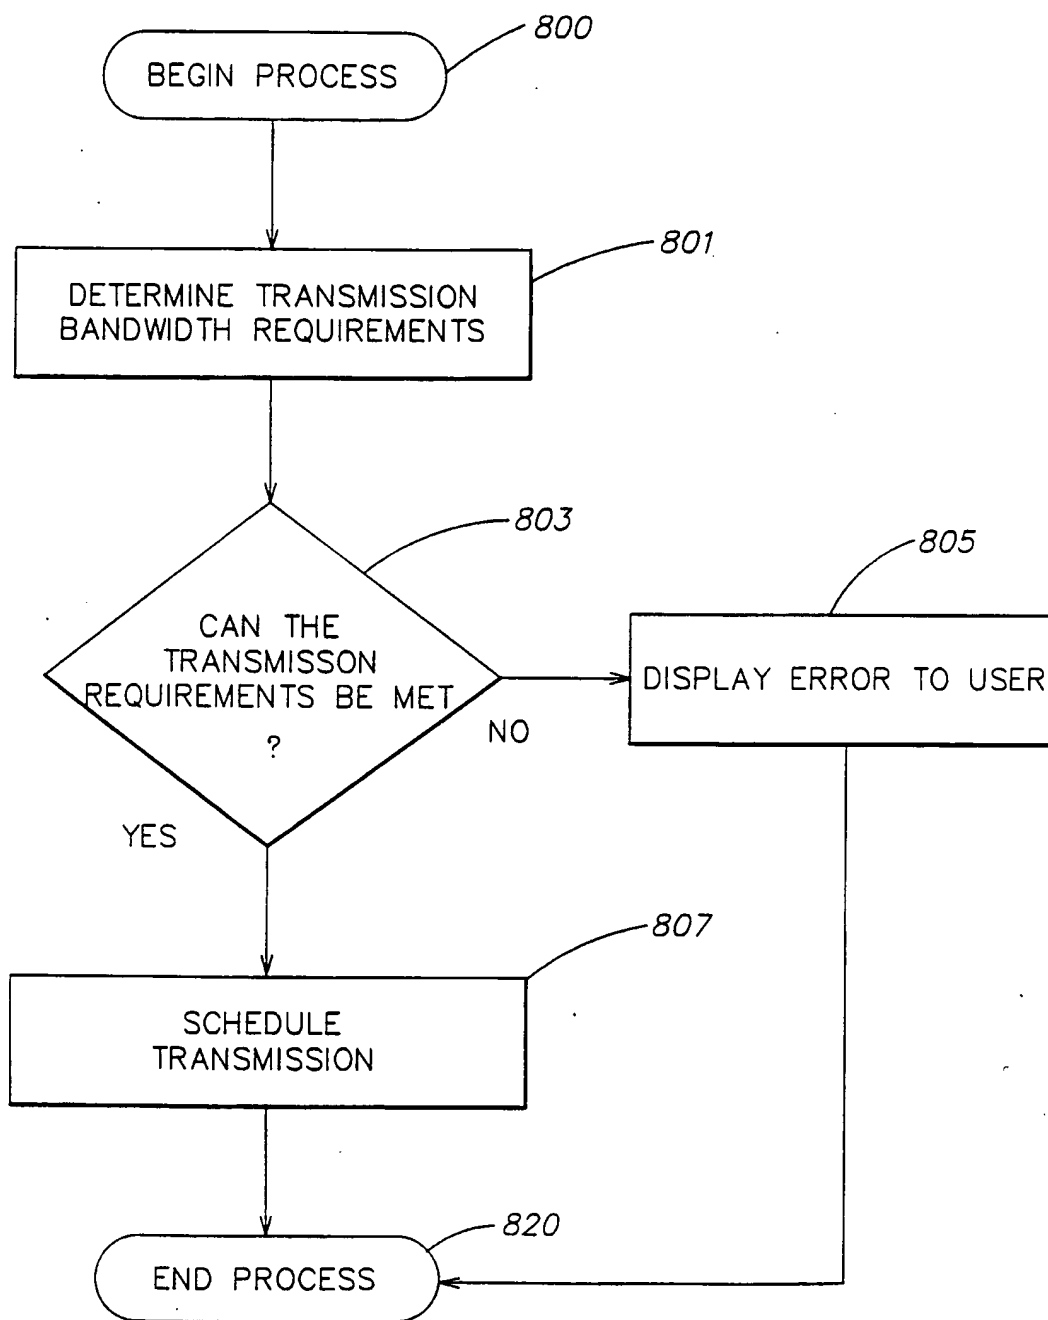 800
BEGIN PROCESS
801
DETERMINE TRANSMISSION
BANDWIDTH REQUIREMENTS
803
CAN THE
TRANSMISSON
REQUIREMENTS BE MET
?
NO
YES
805
DISPLAY ERROR TO USER
807
SCHEDULE
TRANSMISSION
820
END PROCESS